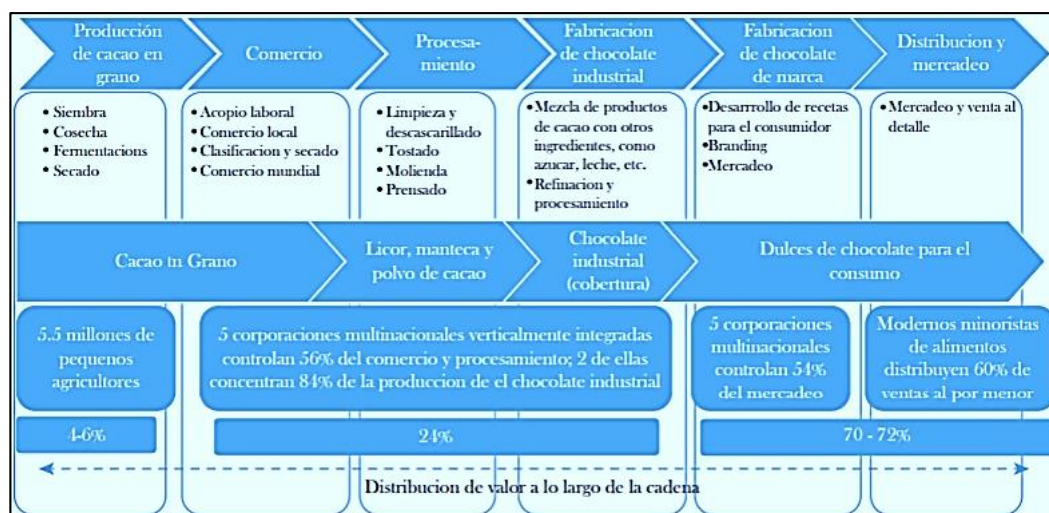 Producción
de cacao en
grano
Comercio
Procesa-
miento
Fabricacion
de chocolate
industrial
Fabricacion
de chocolate
de marca
Distribucion y
mercadeo
• Siembra
• Cosecha
• Fermentacions
• Secado
• Acopio laboral
• Comercio local
• Clasificacion y secado
• Comercio mundial
• Limpieza y
descascarillado
• Tostado
• Molienda
• Prensado
• Mezcla de productos
de cacao con otros
ingredientes, como
azucar, leche, etc.
• Refinacion y
procesamiento
• Desarrollo de recetas
para el consumidor
• Branding
• Mercadeo
• Mercadeo y venta al
detalle
Cacao tn Grano
Licor, manteca y
polvo de cacao
Chocolate
industrial
(cobertura)
Dulces de chocolate para el
consumo
5.5 millones de
pequenos
agricultores
5 corporaciones multinacionales verticalmente integradas
controlan 56% del comercio y procesamiento; 2 de ellas
concentran 84% de la produccion de el chocolate industrial
5 corporaciones
multinacionales
controlan 54%
del mercadeo
Modernos minoristas
de alimentos
distribuyen 60% de
ventas al por menor
4-6%
24%
70 - 72%
Distribucion de valor a lo largo de la cadena